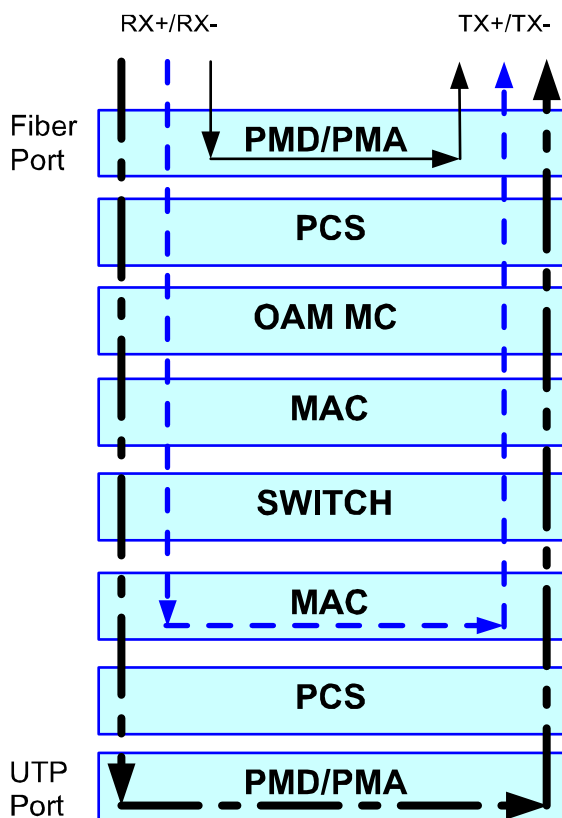 RX+/RX- TX+/TX-
Fiber
Port
PMD/PMA
PCS
OAM MC
MAC
SWITCH
MAC
PCS
UTP
Port
PMD/PMA